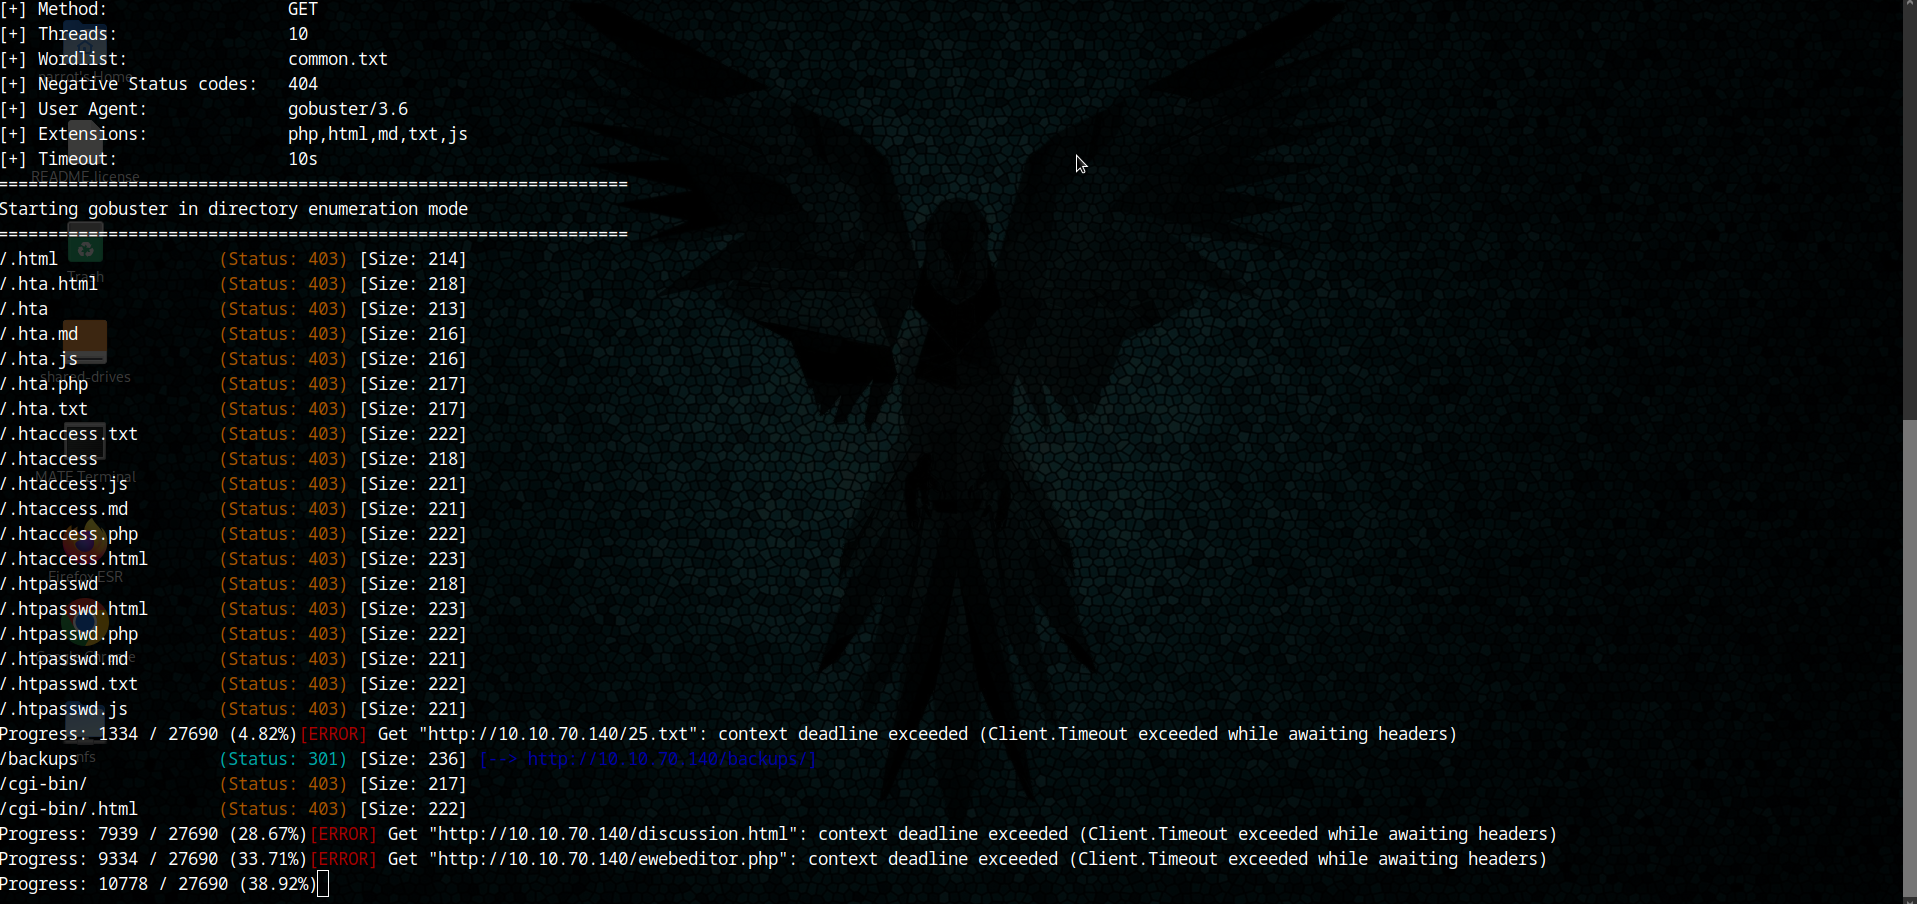 [+] Method:                  GET
[+] Threads:                 10
[+] Wordlist:                common.txt
[+] Negative Status codes:   404
[+] User Agent:              gobuster/3.6
[+] Extensions:              php,html,md,txt,js
[+] Timeout:                 10s
===============================================================
Starting gobuster in directory enumeration mode
===============================================================
/.html                (Status: 403) [Size: 214]
/.hta.html            (Status: 403) [Size: 218]
/.hta                 (Status: 403) [Size: 213]
/.hta.md              (Status: 403) [Size: 216]
/.hta.js              (Status: 403) [Size: 216]
/.hta.php             (Status: 403) [Size: 217]
/.hta.txt             (Status: 403) [Size: 217]
/.htaccess.txt        (Status: 403) [Size: 222]
/.htaccess            (Status: 403) [Size: 218]
/.htaccess.js         (Status: 403) [Size: 221]
/.htaccess.md         (Status: 403) [Size: 221]
/.htaccess.php        (Status: 403) [Size: 222]
/.htaccess.html       (Status: 403) [Size: 223]
/.htpasswd            (Status: 403) [Size: 218]
/.htpasswd.html       (Status: 403) [Size: 223]
/.htpasswd.php        (Status: 403) [Size: 222]
/.htpasswd.md         (Status: 403) [Size: 221]
/.htpasswd.txt        (Status: 403) [Size: 222]
/.htpasswd.js         (Status: 403) [Size: 221]
Progress: 1334 / 27690 (4.82%)[ERROR] Get "http://10.10.70.140/25.txt": context deadline exceeded (Client.Timeout exceeded while awaiting headers)
/backups              (Status: 301) [Size: 236] [--> http://10.10.70.140/backups/]
/cgi-bin/             (Status: 403) [Size: 217]
/cgi-bin/.html        (Status: 403) [Size: 222]
Progress: 7939 / 27690 (28.67%)[ERROR] Get "http://10.10.70.140/discussion.html": context deadline exceeded (Client.Timeout exceeded while awaiting headers)
Progress: 9334 / 27690 (33.71%)[ERROR] Get "http://10.10.70.140/ewebeditor.php": context deadline exceeded (Client.Timeout exceeded while awaiting headers)
Progress: 10778 / 27690 (38.92%)
parrot's Home
README.license
Trash
shared-drives
MATE Terminal
Firefox ESR
nfs